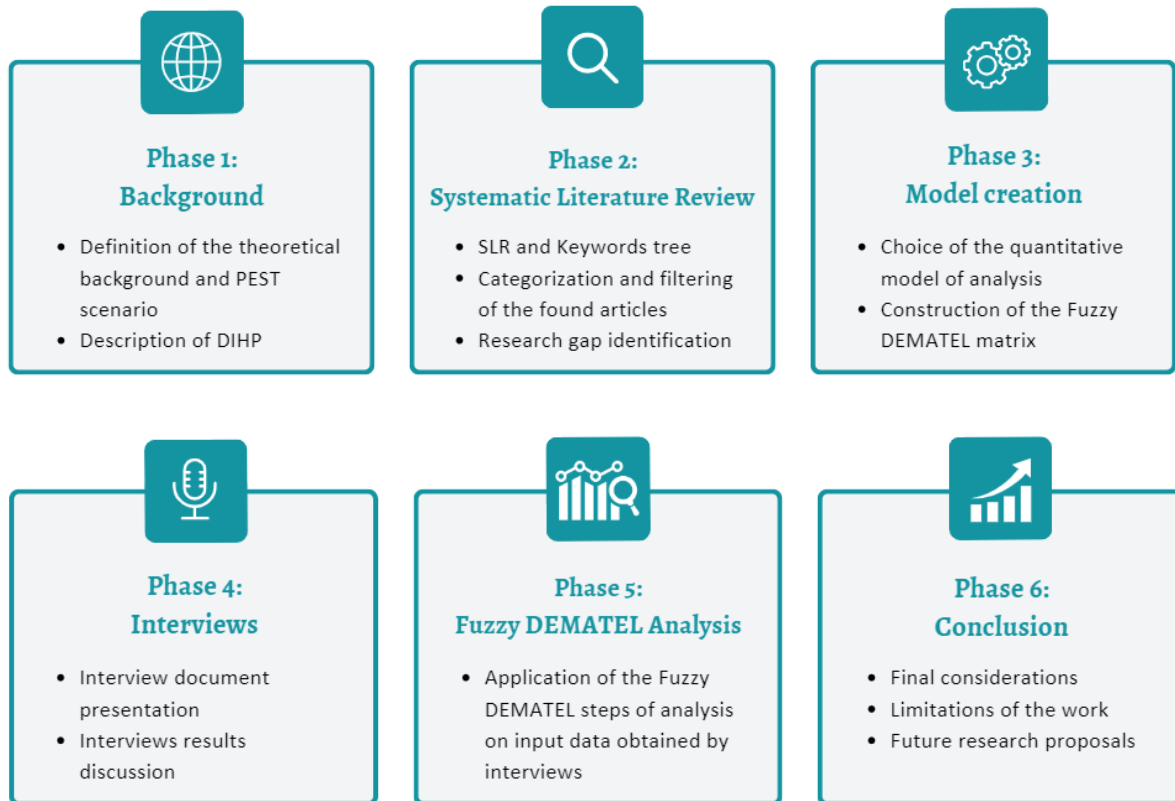 Phase 1:
Background
• Definition of the theoretical
background and PEST
scenario
• Description of DIHP
Phase 2:
Systematic Literature Review
• SLR and Keywords tree
• Categorization and filtering
of the found articles
• Research gap identification
Phase 3:
Model creation
• Choice of the quantitative
model of analysis
• Construction of the Fuzzy
DEMATEL matrix
Phase 4:
Interviews
• Interview document
presentation
• Interviews results
discussion
Phase 5:
Fuzzy DEMATEL Analysis
• Application of the Fuzzy
DEMATEL steps of analysis
on input data obtained by
interviews
Phase 6:
Conclusion
• Final considerations
• Limitations of the work
• Future research proposals